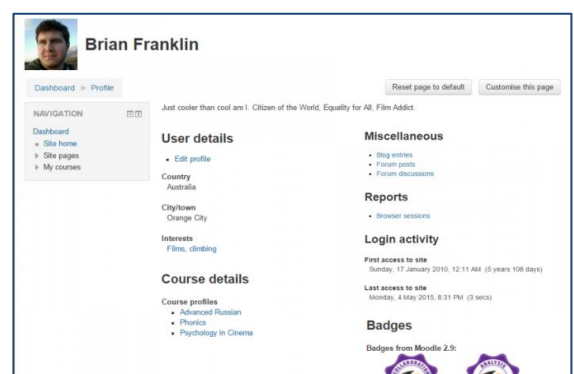 Brian Franklin
Dashboard ▶ Profile
Reset page to default
Customise this page
NAVIGATION
Dashboard
Site home
Site pages
My courses
Just cooler than cool am I. Citizen of the World, Equality for All, Film Addict.
User details
Edit profile
Country
Australia
City/town
Orange City
Interests
Films, climbing
Course details
Course profiles
Advanced Russian
Phonics
Psychology in Cinema
Miscellaneous
Blog entries
Forum posts
Forum discussions
Reports
Browser sessions
Login activity
First access to site
Sunday, 17 January 2010, 12:11 AM (5 years 108 days)
Last access to site
Monday, 4 May 2015, 8:31 PM (3 secs)
Badges
Badges from Moodle 2.9:
COLLABORATION
ANALYSIS